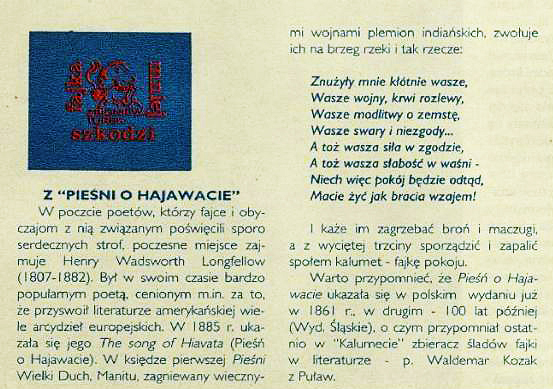 fajka
fajką
szkodzi
Z "PIEŚNI O HAJAWACIE"
W poczcie poetów, którzy fajce i oby-
czajom z nią związanym poświęcili sporo
serdecznych strof, poczesne miejsce zaj-
muje Henry Wadsworth Longfellow
(1807-1882). Był w swoim czasie bardzo
popularnym poetą, cenionym m.in. za to,
że przyswoił literaturze amerykańskiej wie-
le arcydzieł europejskich. W 1885 r. uka-
zała się jego The song of Hiavata (Pieśń
o Hajawacie). W księdze pierwszej Pieśni
Wielki Duch, Manitu, zagniewany wieczny-
mi wojnami plemion indiańskich, zwołuje
ich na brzeg rzeki i tak rzecze:
Znużyły mnie kłótnie wasze,
Wasze wojny, krwi rozlewy,
Wasze modlitwy o zemstę,
Wasze swary i niezgody...
A toż wasza siła w zgodzie,
A toż wasza słabość w waśni -
Niech więc pokój będzie odtąd,
Macie żyć jak bracia wzajem!
I każe im zagrzebać broń i maczugi,
a z wyciętej trzciny sporządzić i zapalić
społem kalumet - fajkę pokoju.
Warto przypomnieć, że Pieśń o Haja-
wacie ukazała się w polskim wydaniu już
w 1861 r., w drugim - 100 lat później
(Wyd. Śląskie), o czym przypomniał ostat-
nio w "Kalumecie" zbieracz śladów fajki
w literaturze - p. Waldemar Kozak
z Puław.